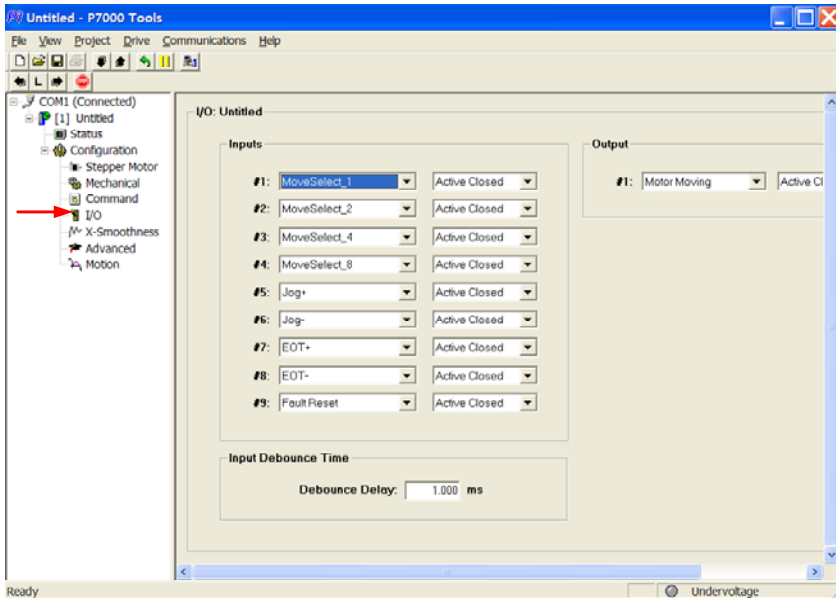 Untitled - P7000 Tools
File View Project Drive Communications Help
L
COM1 (Connected)
[1] Untitled
Status
Configuration
Stepper Motor
Mechanical
Command
I/O
X-Smoothness
Advanced
Motion
I/O: Untitled
Inputs
#1: MoveSelect_1 Active Closed
#2: MoveSelect_2 Active Closed
#3: MoveSelect_4 Active Closed
#4: MoveSelect_8 Active Closed
#5: Jog+ Active Closed
#6: Jog- Active Closed
#7: EOT+ Active Closed
#8: EOT- Active Closed
#9: Fault Reset Active Closed
Input Debounce Time
Debounce Delay: 1.000 ms
Output
#1: Motor Moving Active Cl
Ready Undervoltage